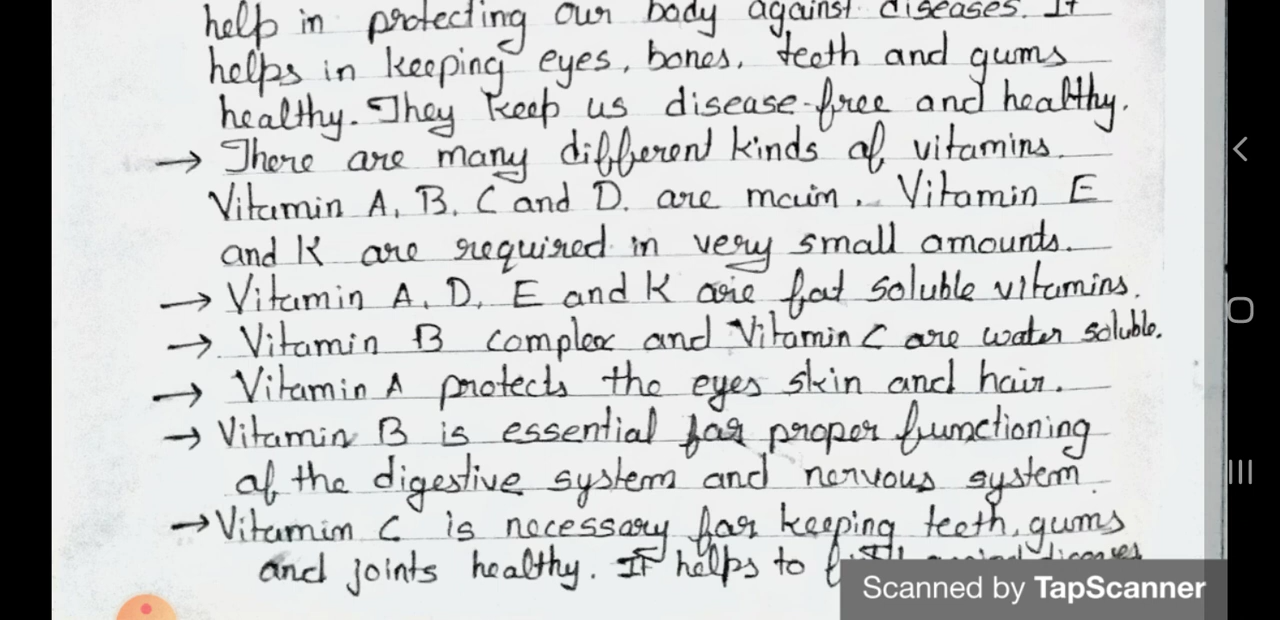 help in protecting our body against diseases. It
helps in keeping eyes, bones, teeth and gums
healthy. They keep us disease-free and healthy.
→ There are many different kinds of vitamins.
Vitamin A, B, C and D. are main. Vitamin E
and K are required in very small amounts.
→ Vitamin A, D, E and K are fat soluble vitamins.
→ Vitamin B complex and Vitamin C are water soluble.
→ Vitamin A protects the eyes skin and hair.
→ Vitamin B is essential for proper functioning
of the digestive system and nervous system.
→ Vitamin C is necessary for keeping teeth, gums
and joints healthy. It helps to
Scanned by TapScanner